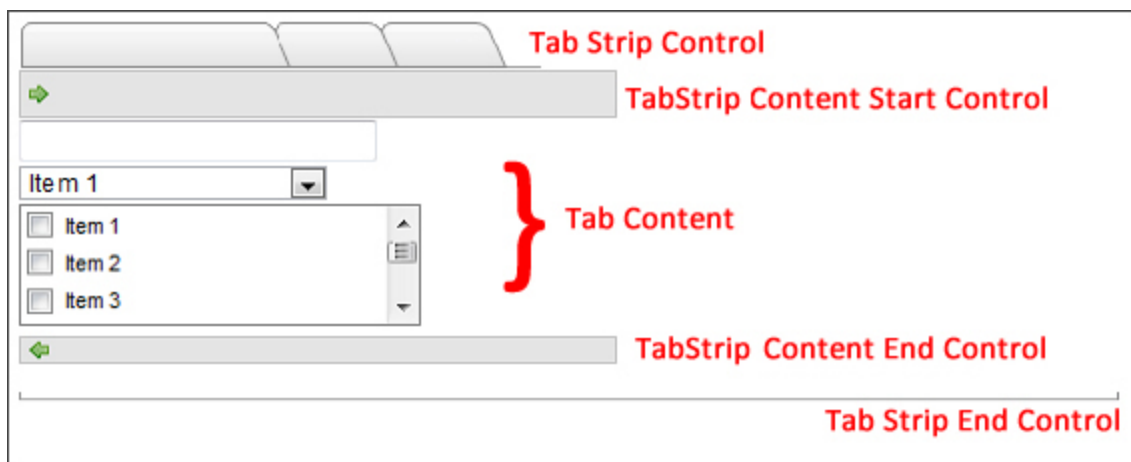 Tab Strip Control
TabStrip Content Start Control
Item 1
Item 1
Item 2
Item 3
Tab Content
TabStrip Content End Control
Tab Strip End Control